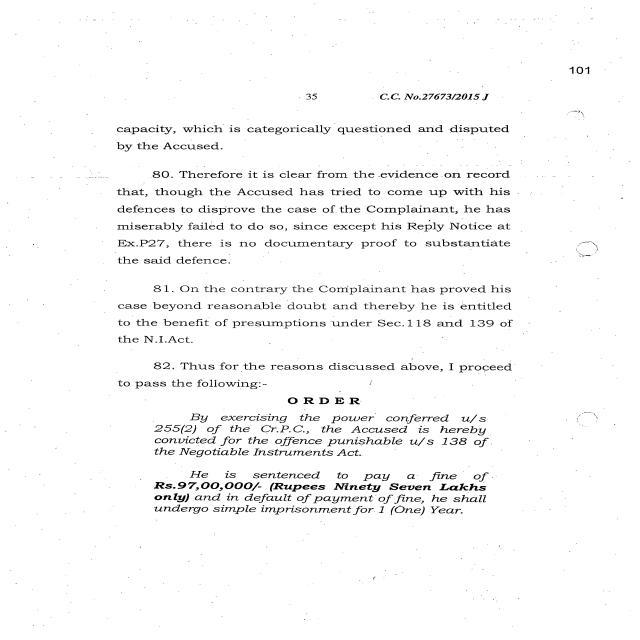 101
35 C.C. No.27673/2015 J
capacity, which is categorically questioned and disputed
by the Accused.
80. Therefore it is clear from the evidence on record
that, though the Accused has tried to come up with his
defences to disprove the case of the Complainant, he has
miserably failed to do so, since except his Reply Notice at
Ex.P27, there is no documentary proof to substantiate
the said defence.
81. On the contrary the Complainant has proved his
case beyond reasonable doubt and thereby he is entitled
to the benefit of presumptions under Sec.118 and 139 of
the N.I.Act.
82. Thus for the reasons discussed above, I proceed
to pass the following:-
O R D E R
By exercising the power conferred u/s
255(2) of the Cr.P.C., the Accused is hereby
convicted for the offence punishable u/s 138 of
the Negotiable Instruments Act.
He is sentenced to pay a fine of
Rs.97,00,000/- (Rupees Ninety Seven Lakhs
only) and in default of payment of fine, he shall
undergo simple imprisonment for 1 (One) Year.